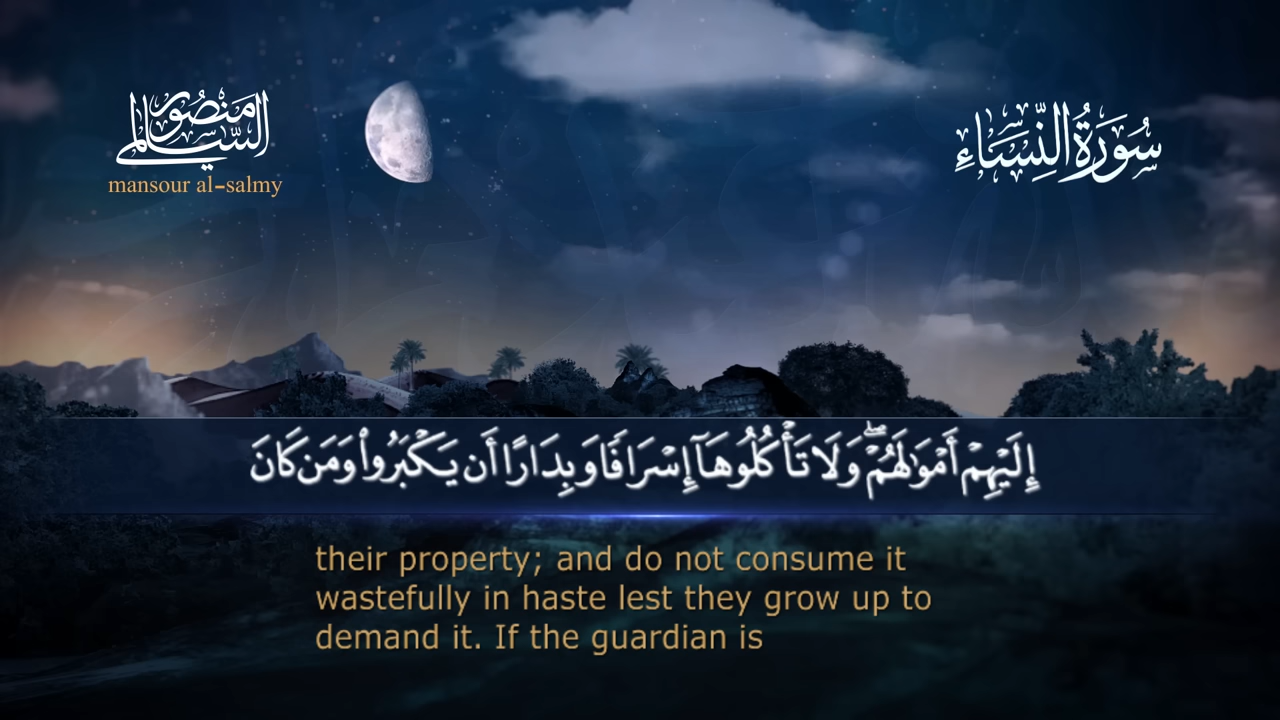 منصور السالمي
mansour al-salmy
سُورَةُ النِّسَاءِ
إِلَيْهِمْ أَمْوَٰلَهُمْ ۖ وَلَا تَأْكُلُوهَآ إِسْرَافًا وَبِدَارًا أَن يَكْبَرُوا۟ وَمَن كَانَ
their property; and do not consume it
wastefully in haste lest they grow up to
demand it. If the guardian is